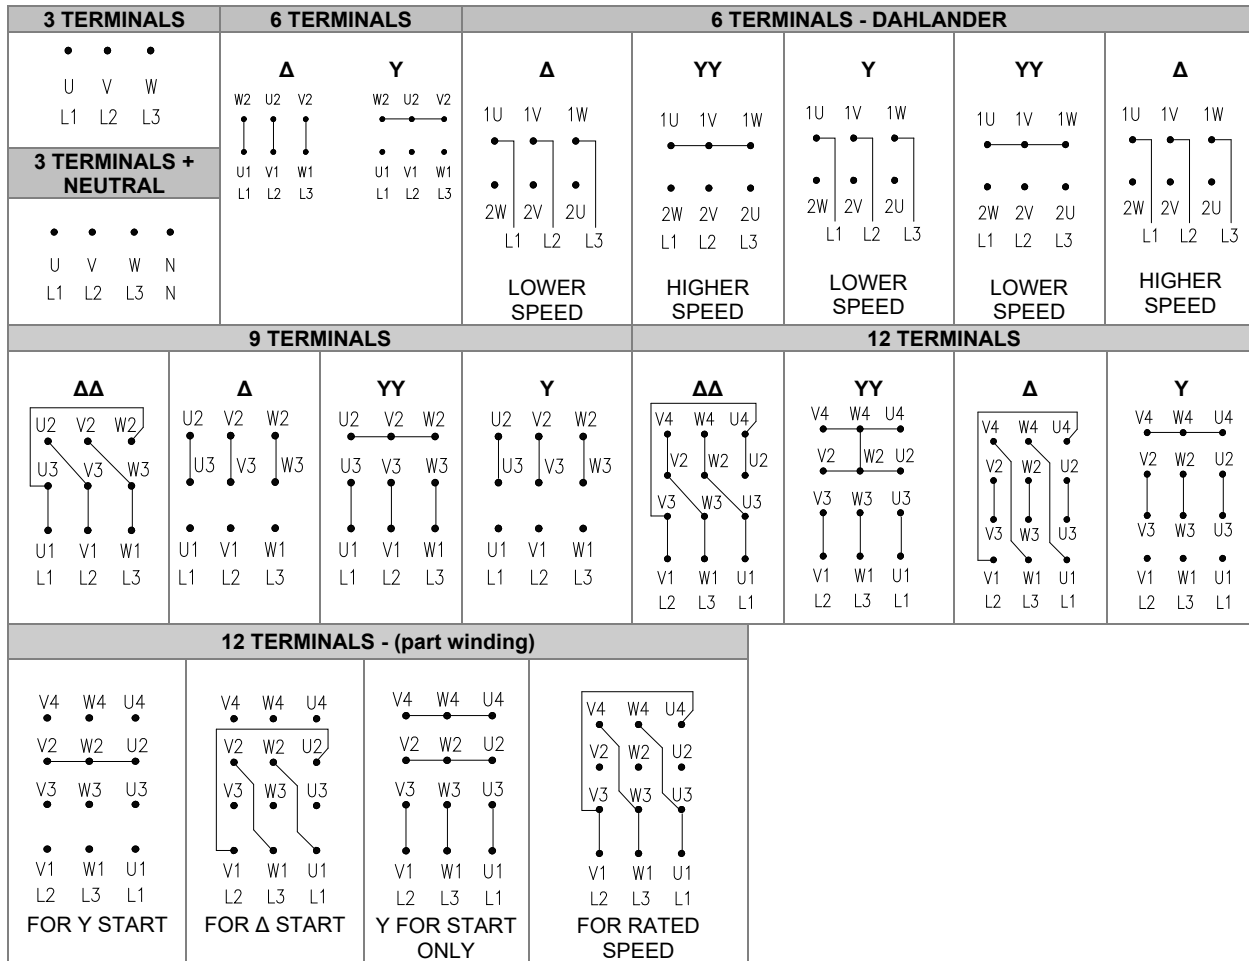 3 TERMINALS
6 TERMINALS
6 TERMINALS - DAHLANDER
U V W
L1 L2 L3
3 TERMINALS +
NEUTRAL
U V W N
L1 L2 L3 N
Δ
W2 U2 V2
U1 V1 W1
L1 L2 L3
Y
W2 U2 V2
U1 V1 W1
L1 L2 L3
Δ
1U 1V 1W
2W 2V 2U
L1 L2 L3
LOWER
SPEED
YY
1U 1V 1W
2W 2V 2U
L1 L2 L3
HIGHER
SPEED
Y
1U 1V 1W
2W 2V 2U
L1 L2 L3
LOWER
SPEED
YY
1U 1V 1W
2W 2V 2U
L1 L2 L3
LOWER
SPEED
Δ
1U 1V 1W
2W 2V 2U
L1 L2 L3
HIGHER
SPEED
9 TERMINALS
12 TERMINALS
ΔΔ
U2 V2 W2
U3 V3 W3
U1 V1 W1
L1 L2 L3
Δ
U2 V2 W2
U3 V3 W3
U1 V1 W1
L1 L2 L3
YY
U2 V2 W2
U3 V3 W3
U1 V1 W1
L1 L2 L3
Y
U2 V2 W2
U3 V3 W3
U1 V1 W1
L1 L2 L3
ΔΔ
V4 W4 U4
V2 W2 U2
V3 W3 U3
V1 W1 U1
L2 L3 L1
YY
V4 W4 U4
V2 W2 U2
V3 W3 U3
V1 W1 U1
L2 L3 L1
Δ
V4 W4 U4
V2 W2 U2
V3 W3 U3
V1 W1 U1
L2 L3 L1
Y
V4 W4 U4
V2 W2 U2
V3 W3 U3
V1 W1 U1
L2 L3 L1
12 TERMINALS - (part winding)
V4 W4 U4
V2 W2 U2
V3 W3 U3
V1 W1 U1
L2 L3 L1
FOR Y START
V4 W4 U4
V2 W2 U2
V3 W3 U3
V1 W1 U1
L2 L3 L1
FOR Δ START
V4 W4 U4
V2 W2 U2
V3 W3 U3
V1 W1 U1
L2 L3 L1
Y FOR START
ONLY
V4 W4 U4
V2 W2 U2
V3 W3 U3
V1 W1 U1
L2 L3 L1
FOR RATED
SPEED